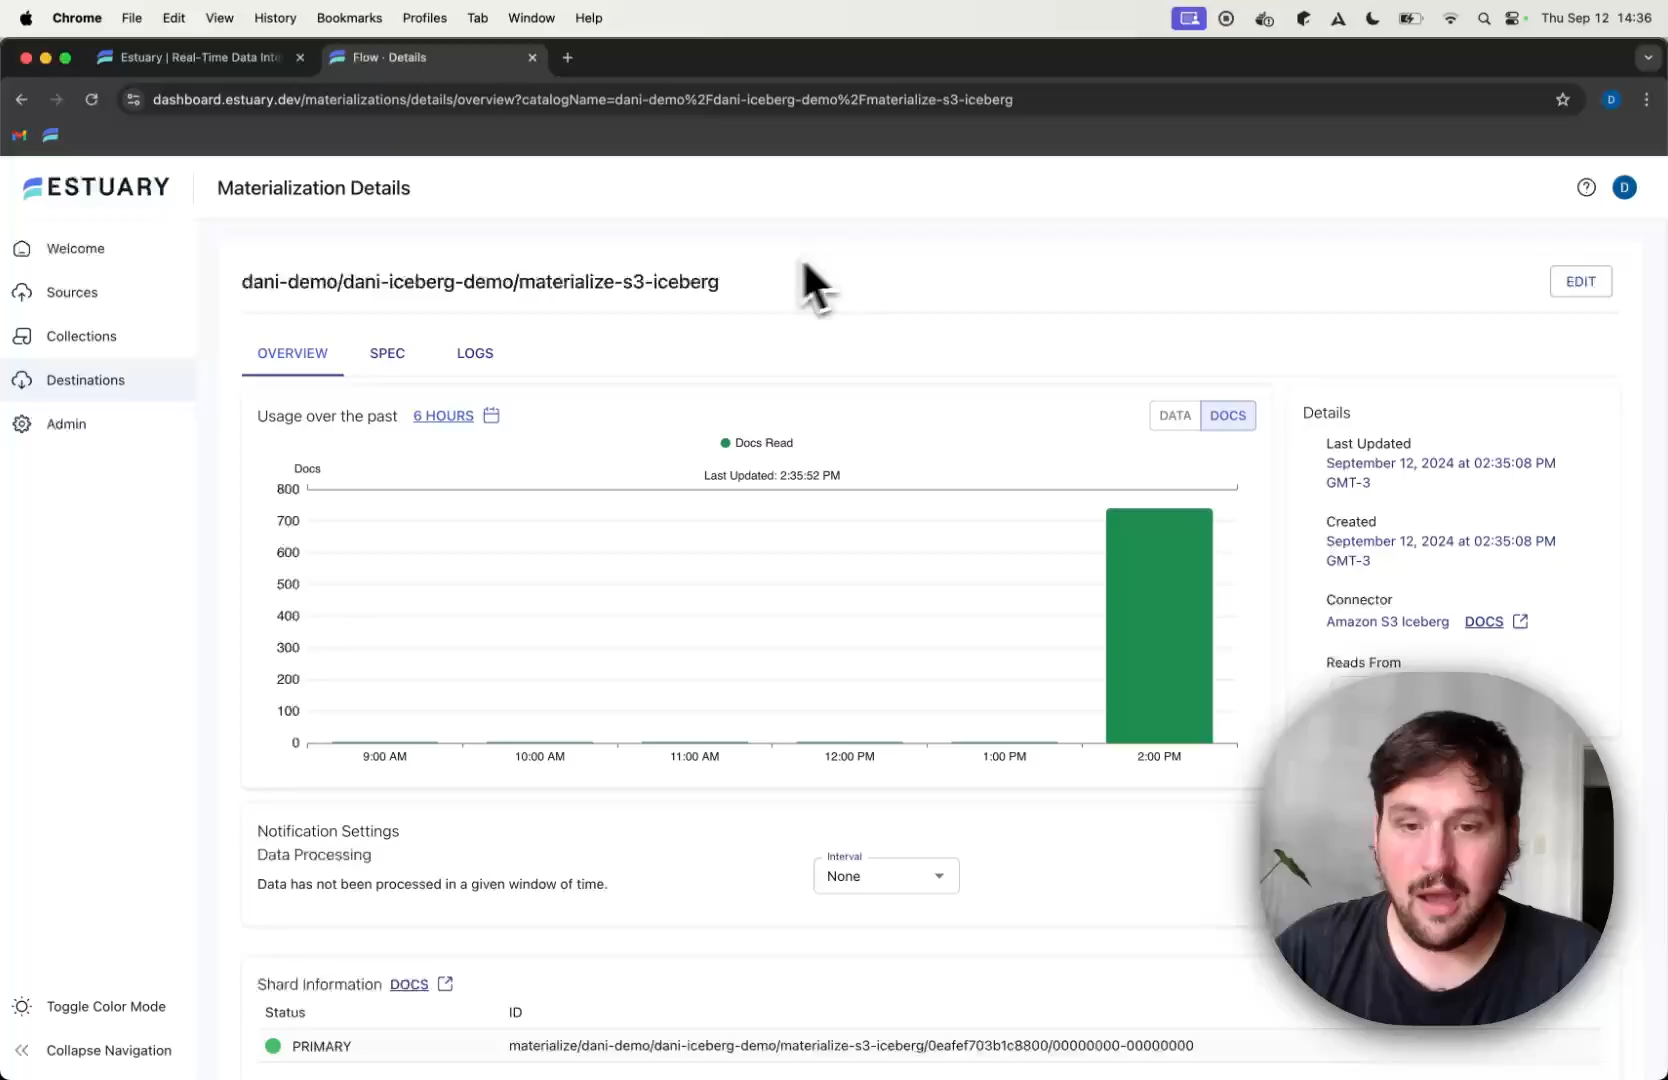 Chrome File Edit View History Bookmarks Profiles Tab Window Help Thu Sep 12 14:36
Estuary | Real-Time Data Inte Flow · Details
dashboard.estuary.dev/materializations/details/overview?catalogName=dani-demo%2Fdani-iceberg-demo%2Fmaterialize-s3-iceberg D
ESTUARY Materialization Details D
Welcome
Sources
Collections
Destinations
Admin
Toggle Color Mode
Collapse Navigation
dani-demo/dani-iceberg-demo/materialize-s3-iceberg EDIT
OVERVIEW SPEC LOGS
Usage over the past 6 HOURS DATA DOCS
Docs Read
Docs Last Updated: 2:35:52 PM
800
700
600
500
400
300
200
100
0
9:00 AM 10:00 AM 11:00 AM 12:00 PM 1:00 PM 2:00 PM
Details
Last Updated
September 12, 2024 at 02:35:08 PM
GMT-3
Created
September 12, 2024 at 02:35:08 PM
GMT-3
Connector
Amazon S3 Iceberg DOCS
Reads From
Notification Settings
Data Processing
Data has not been processed in a given window of time.
Interval
None
Shard Information DOCS
Status ID
PRIMARY materialize/dani-demo/dani-iceberg-demo/materialize-s3-iceberg/0eafef703b1c8800/00000000-00000000